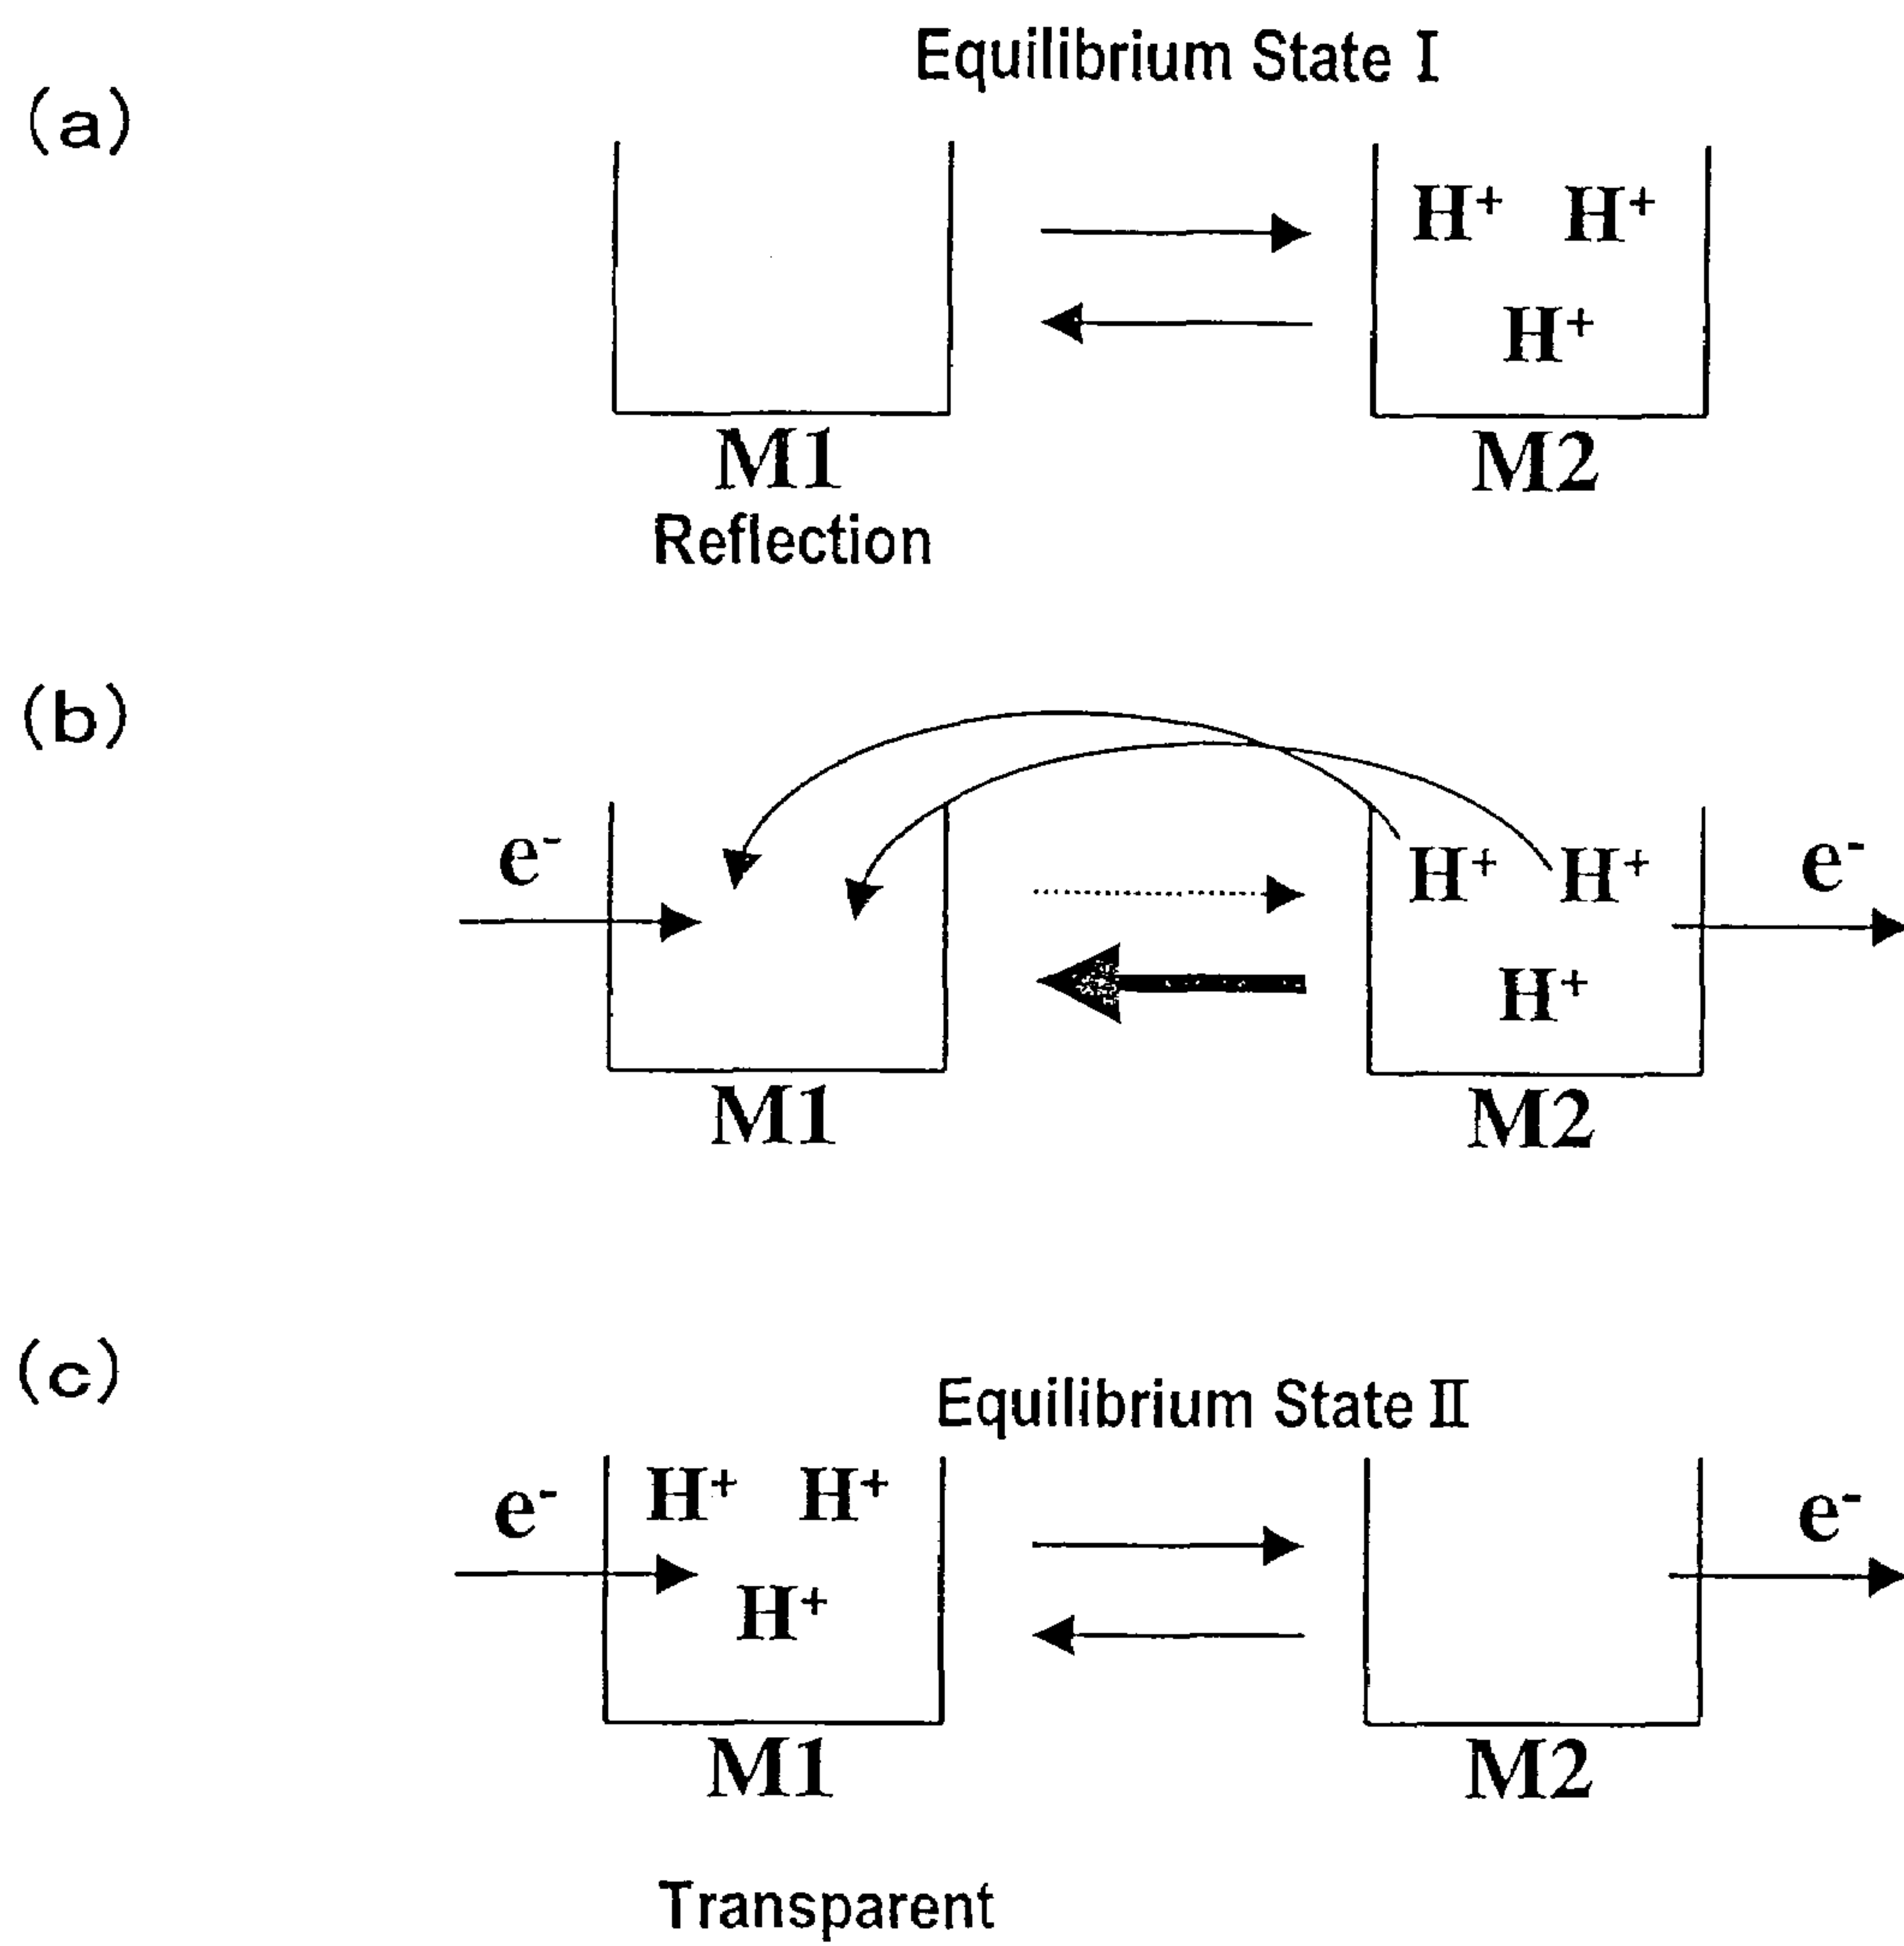 Equilibrium State I
(a)
H⁺ H⁺
H⁺
M1 M2
Reflection
(b)
e⁻ H⁺ H⁺ e⁻
H⁺
M1 M2
(c)
Equilibrium State II
e⁻ H⁺ H⁺ e⁻
H⁺
M1 M2
Transparent